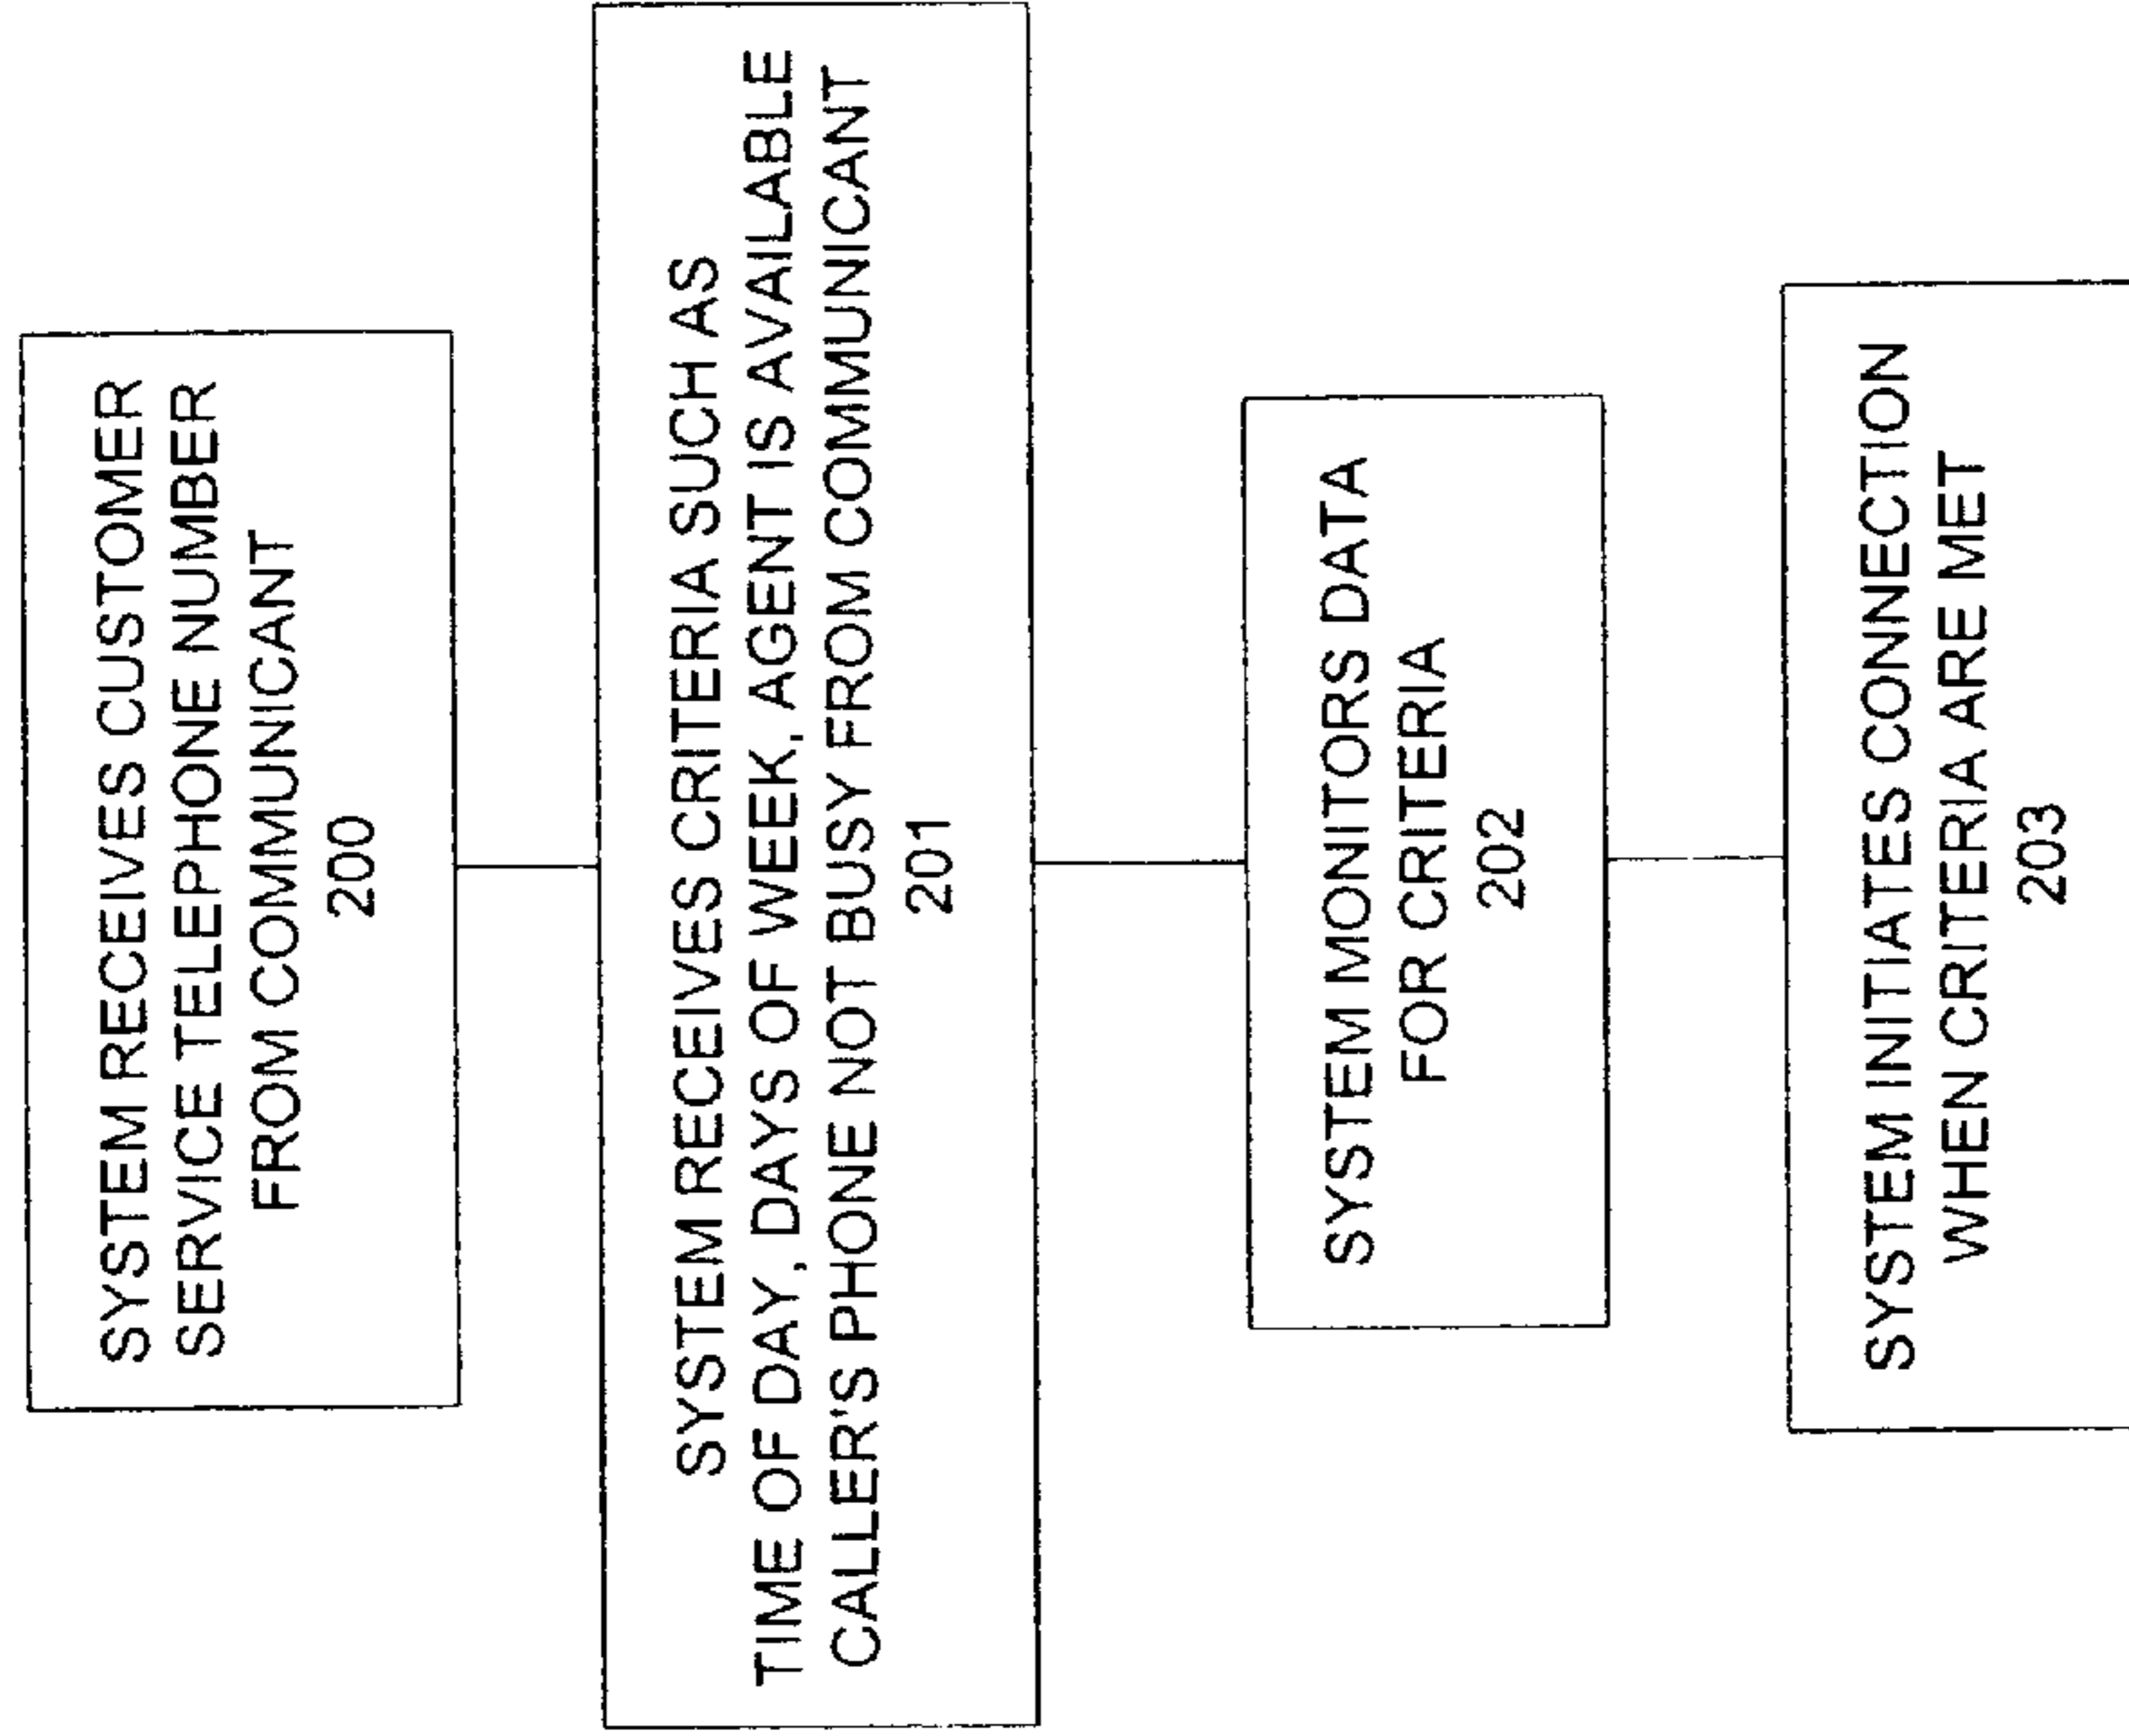 SYSTEM RECEIVES CUSTOMER
SERVICE TELEPHONE NUMBER
FROM COMMUNICANT
200
SYSTEM RECEIVES CRITERIA SUCH AS
TIME OF DAY, DAYS OF WEEK, AGENT IS AVAILABLE
CALLER'S PHONE NOT BUSY FROM COMMUNICANT
201
SYSTEM MONITORS DATA
FOR CRITERIA
202
SYSTEM INITIATES CONNECTION
WHEN CRITERIA ARE MET
203